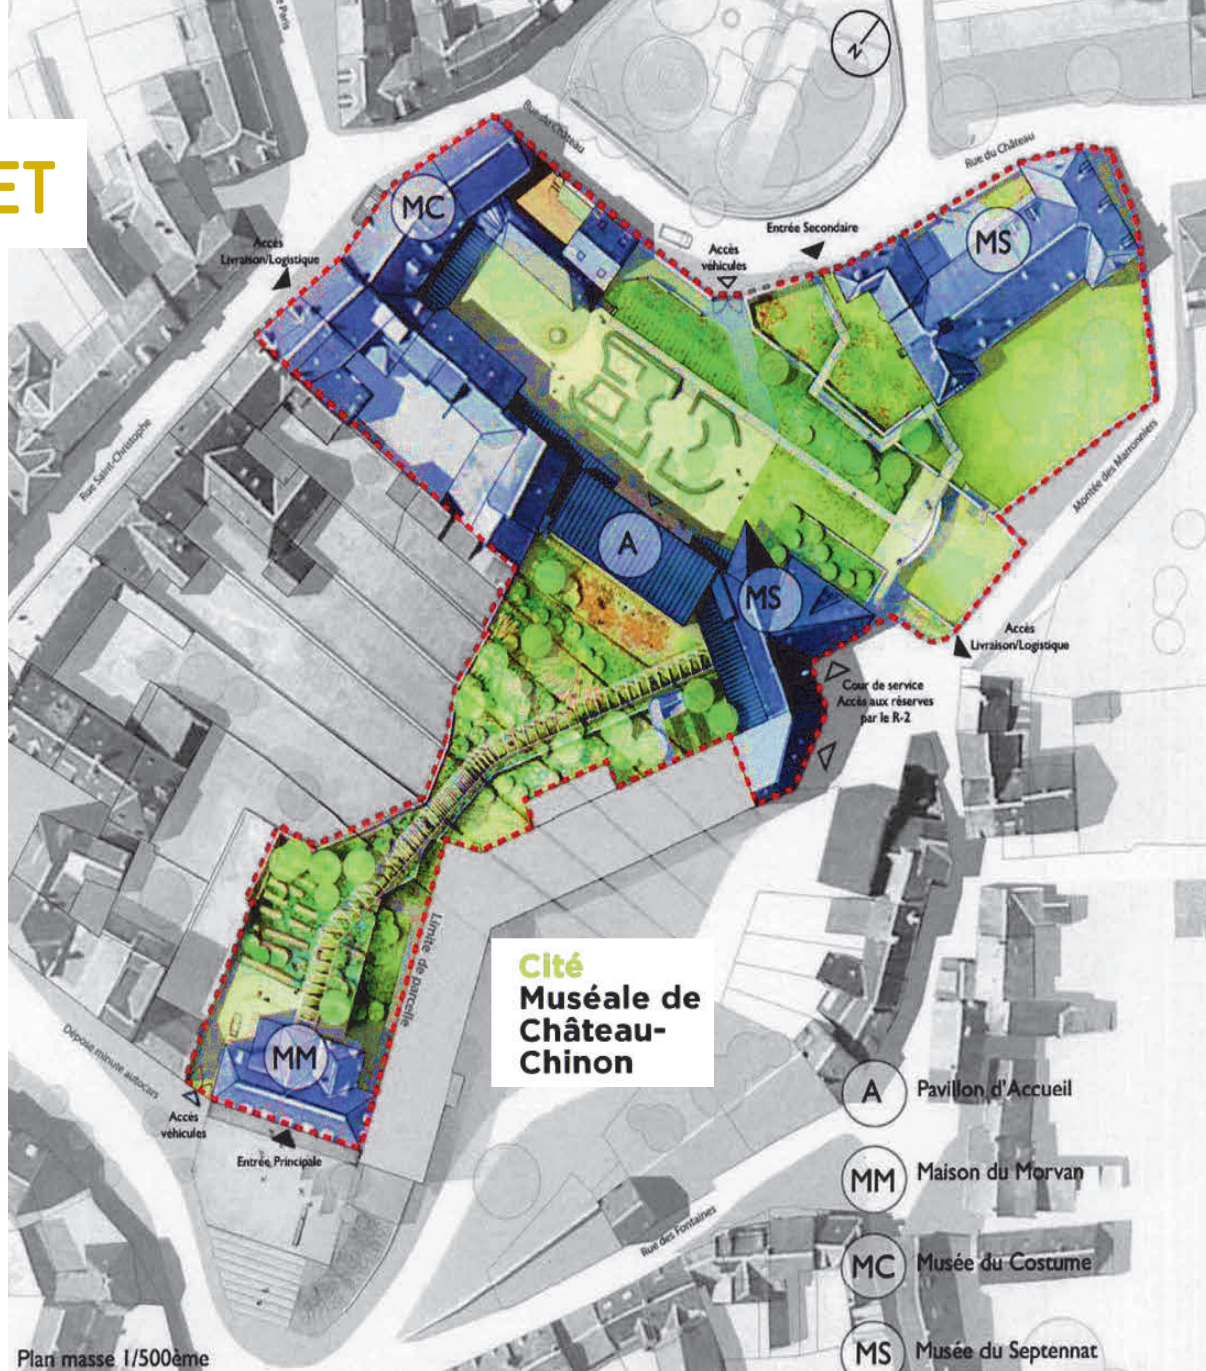 e Paris
N
Rue du Château
Rue du Château
ET
MC
MS
Entrée Secondaire
Accès
Livraison/Logistique
Accès
véhicules
Rue Saint-Christophe
Montée des Marronniers
A
MS
Accès
Livraison/Logistique
Cour de service
Accès aux réserves
par le R-2
Limite de parcelle
Cité
Muséale de
Château-
Chinon
Dépose minute autocars
MM
Accès
véhicules
Entrée Principale
Rue des Fontaines
A Pavillon d'Accueil
MM Maison du Morvan
MC Musée du Costume
MS Musée du Septennat
Plan masse 1/500ème